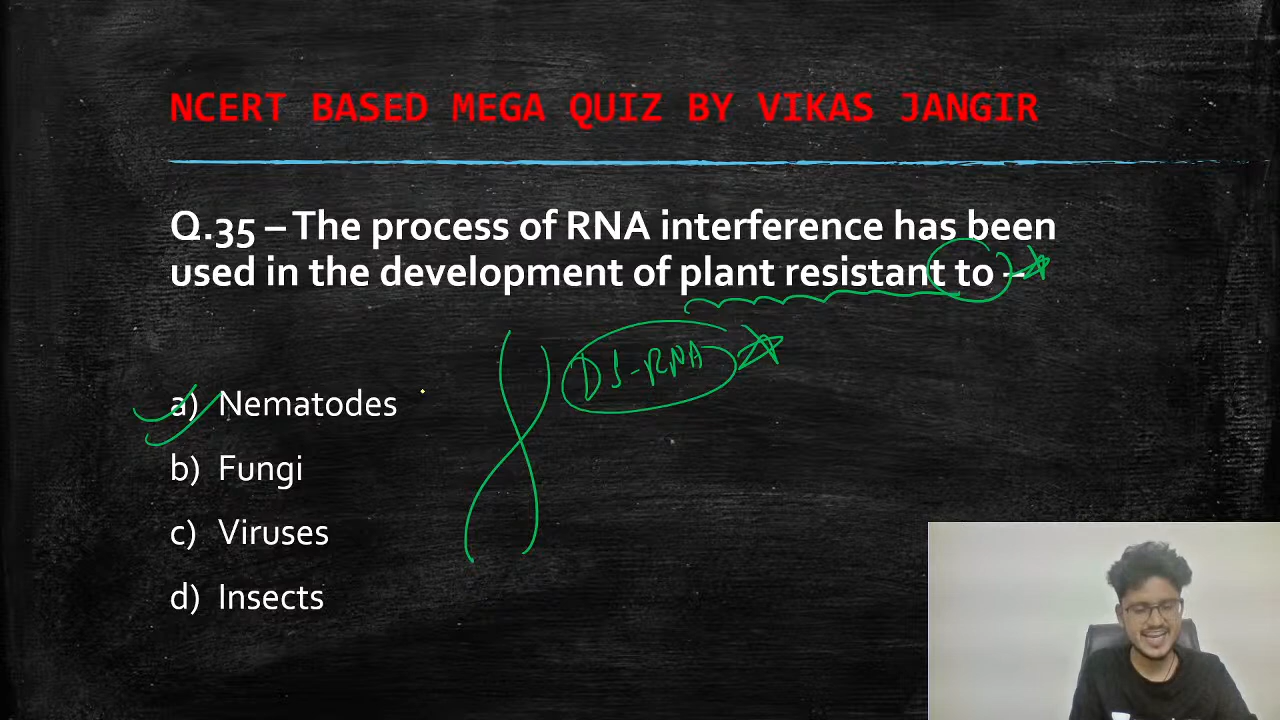 NCERT BASED MEGA QUIZ BY VIKAS JANGIR
Q.35 – The process of RNA interference has been
used in the development of plant resistant to –
DS-RNA
a) Nematodes
b) Fungi
c) Viruses
d) Insects